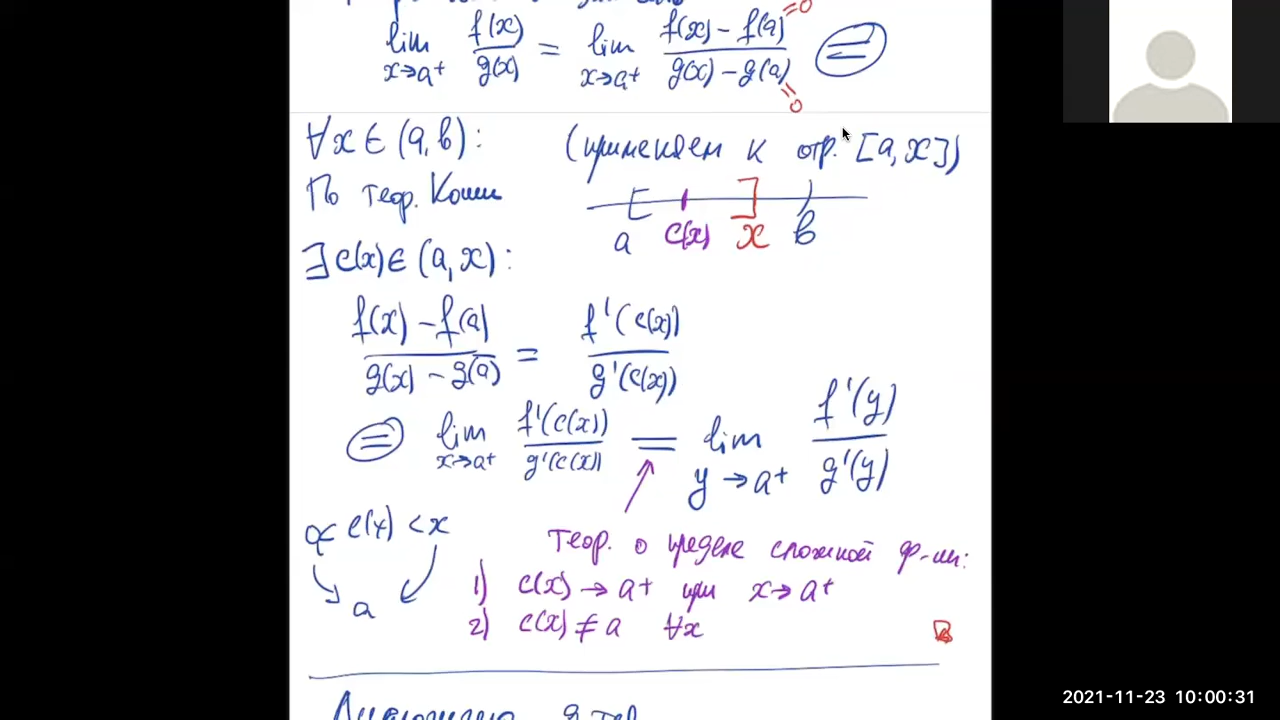 lim x→a+ f(x)/g(x) = lim x→a+ (f(x) - f(a))/(g(x) - g(a)) =
=0
=0
∀x ∈ (a, b): (применяем к отр. [a, x])
По теор. Коши
a c(x) x b
∃ c(x) ∈ (a, x):
(f(x) - f(a))/(g(x) - g(a)) = f'(c(x))/g'(c(x))
= lim x→a+ f'(c(x))/g'(c(x)) = lim y→a+ f'(y)/g'(y)
a < c(x) < x
a
Теор. о пределе сложной ф-ии:
1) c(x) → a+ при x → a+
2) c(x) ≠ a ∀x
2021-11-23 10:00:31